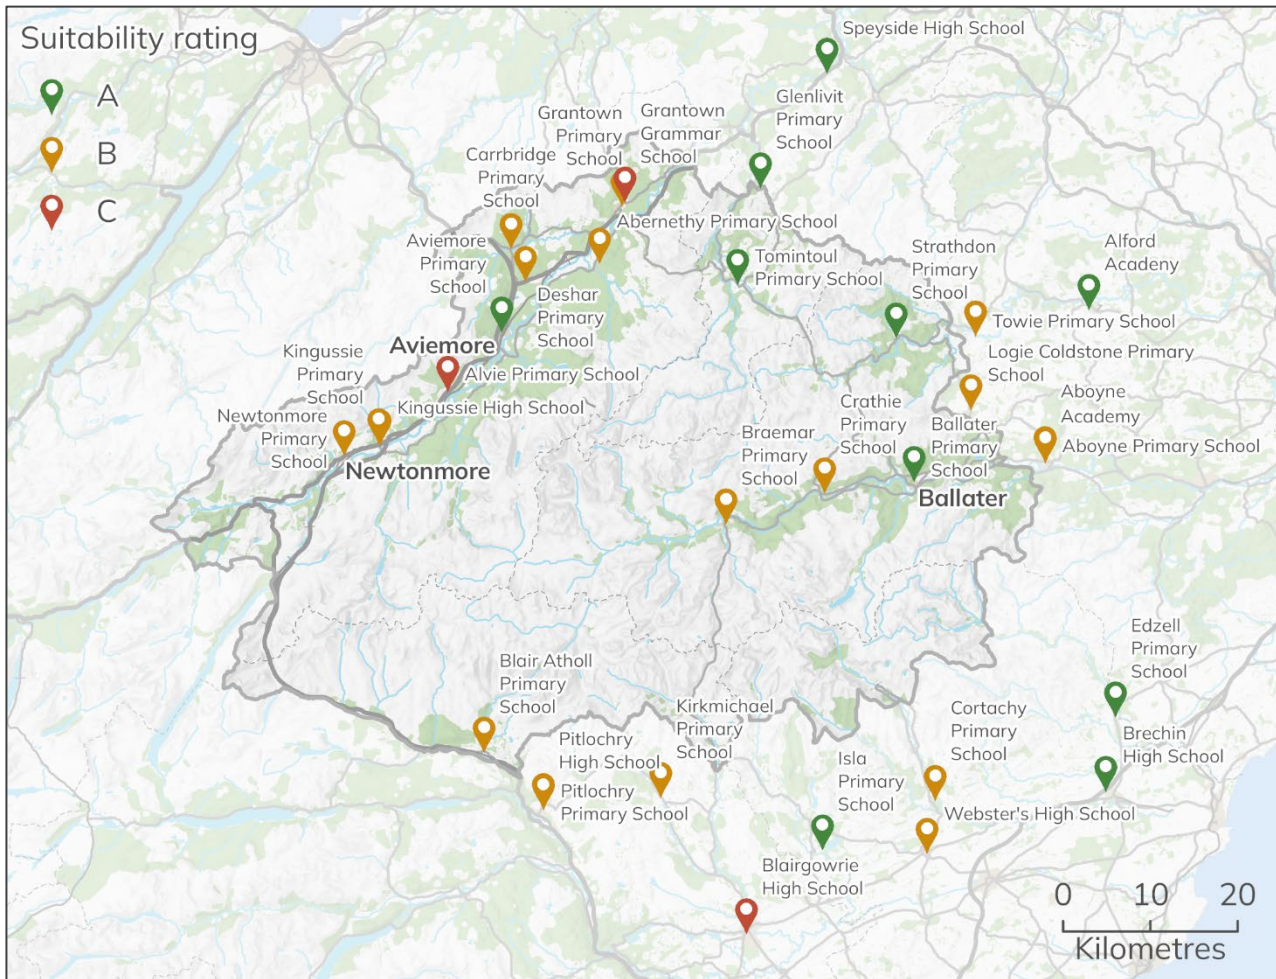 Suitability rating
A
B
C
Speyside High School
Glenlivit
Primary
School
Grantown
Primary
School
Grantown
Grammar
School
Carrbridge
Primary
School
Abernethy Primary School
Aviemore
Primary
School
Tomintoul
Primary School
Strathdon
Primary
School
Alford
Acadeny
Deshar
Primary
School
Towie Primary School
Aviemore
Kingussie
Primary
School
Alvie Primary School
Logie Coldstone Primary
School
Newtonmore
Primary
School
Kingussie High School
Crathie
Primary
School
Aboyne
Academy
Braemar
Primary
School
Ballater
Primary
School
Aboyne Primary School
Newtonmore
Ballater
Edzell
Primary
School
Blair Atholl
Primary
School
Kirkmichael
Primary
School
Cortachy
Primary
School
Pitlochry
High School
Brechin
High School
Isla
Primary
School
Pitlochry
Primary School
Webster's High School
Blairgowrie
High School
0 10 20
Kilometres